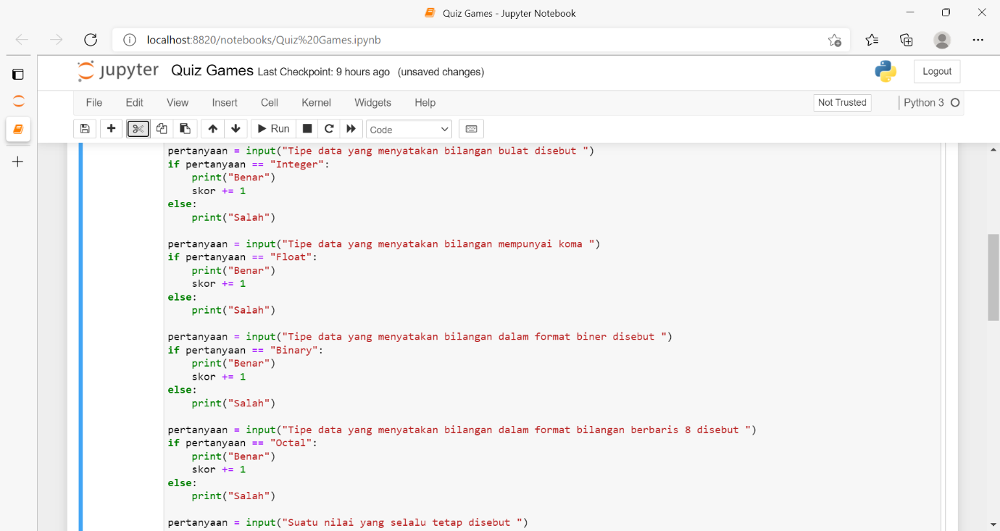 Quiz Games - Jupyter Notebook
localhost:8820/notebooks/Quiz%20Games.ipynb
jupyter Quiz Games Last Checkpoint: 9 hours ago (unsaved changes)
Logout
File Edit View Insert Cell Kernel Widgets Help
Not Trusted
Python 3
Run
Code
pertanyaan = input("Tipe data yang menyatakan bilangan bulat disebut ")
if pertanyaan == "Integer":
    print("Benar")
    skor += 1
else:
    print("Salah")
pertanyaan = input("Tipe data yang menyatakan bilangan mempunyai koma ")
if pertanyaan == "Float":
    print("Benar")
    skor += 1
else:
    print("Salah")
pertanyaan = input("Tipe data yang menyatakan bilangan dalam format biner disebut ")
if pertanyaan == "Binary":
    print("Benar")
    skor += 1
else:
    print("Salah")
pertanyaan = input("Tipe data yang menyatakan bilangan dalam format bilangan berbaris 8 disebut ")
if pertanyaan == "Octal":
    print("Benar")
    skor += 1
else:
    print("Salah")
pertanyaan = input("Suatu nilai yang selalu tetap disebut ")